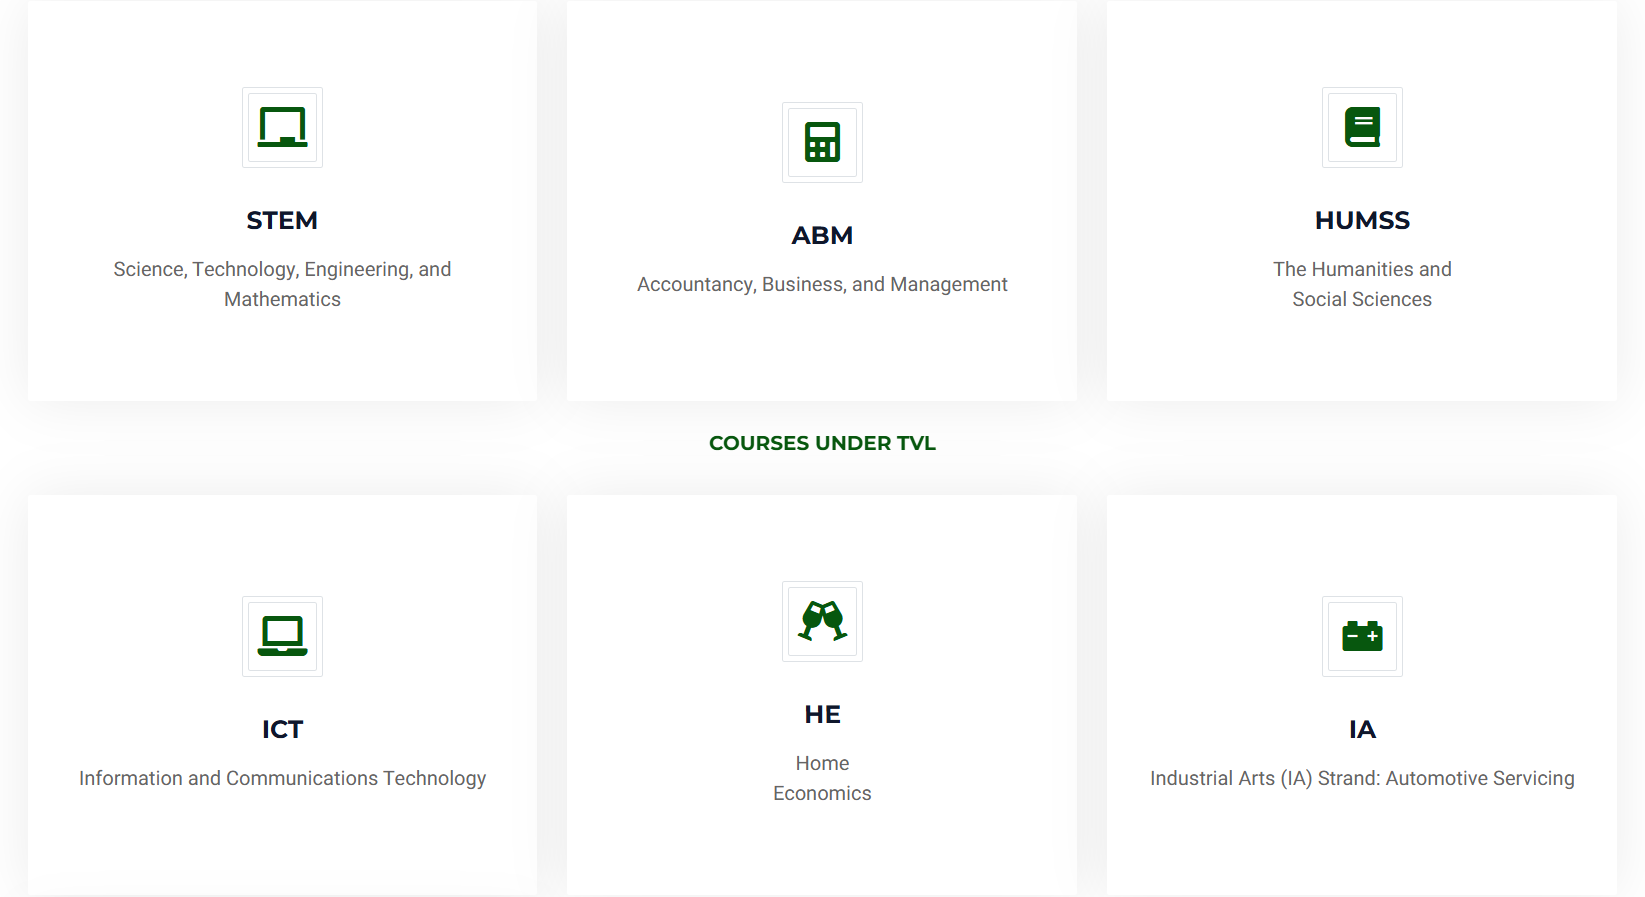 STEM
Science, Technology, Engineering, and
Mathematics
ABM
Accountancy, Business, and Management
HUMSS
The Humanities and
Social Sciences
COURSES UNDER TVL
ICT
Information and Communications Technology
HE
Home
Economics
IA
Industrial Arts (IA) Strand: Automotive Servicing